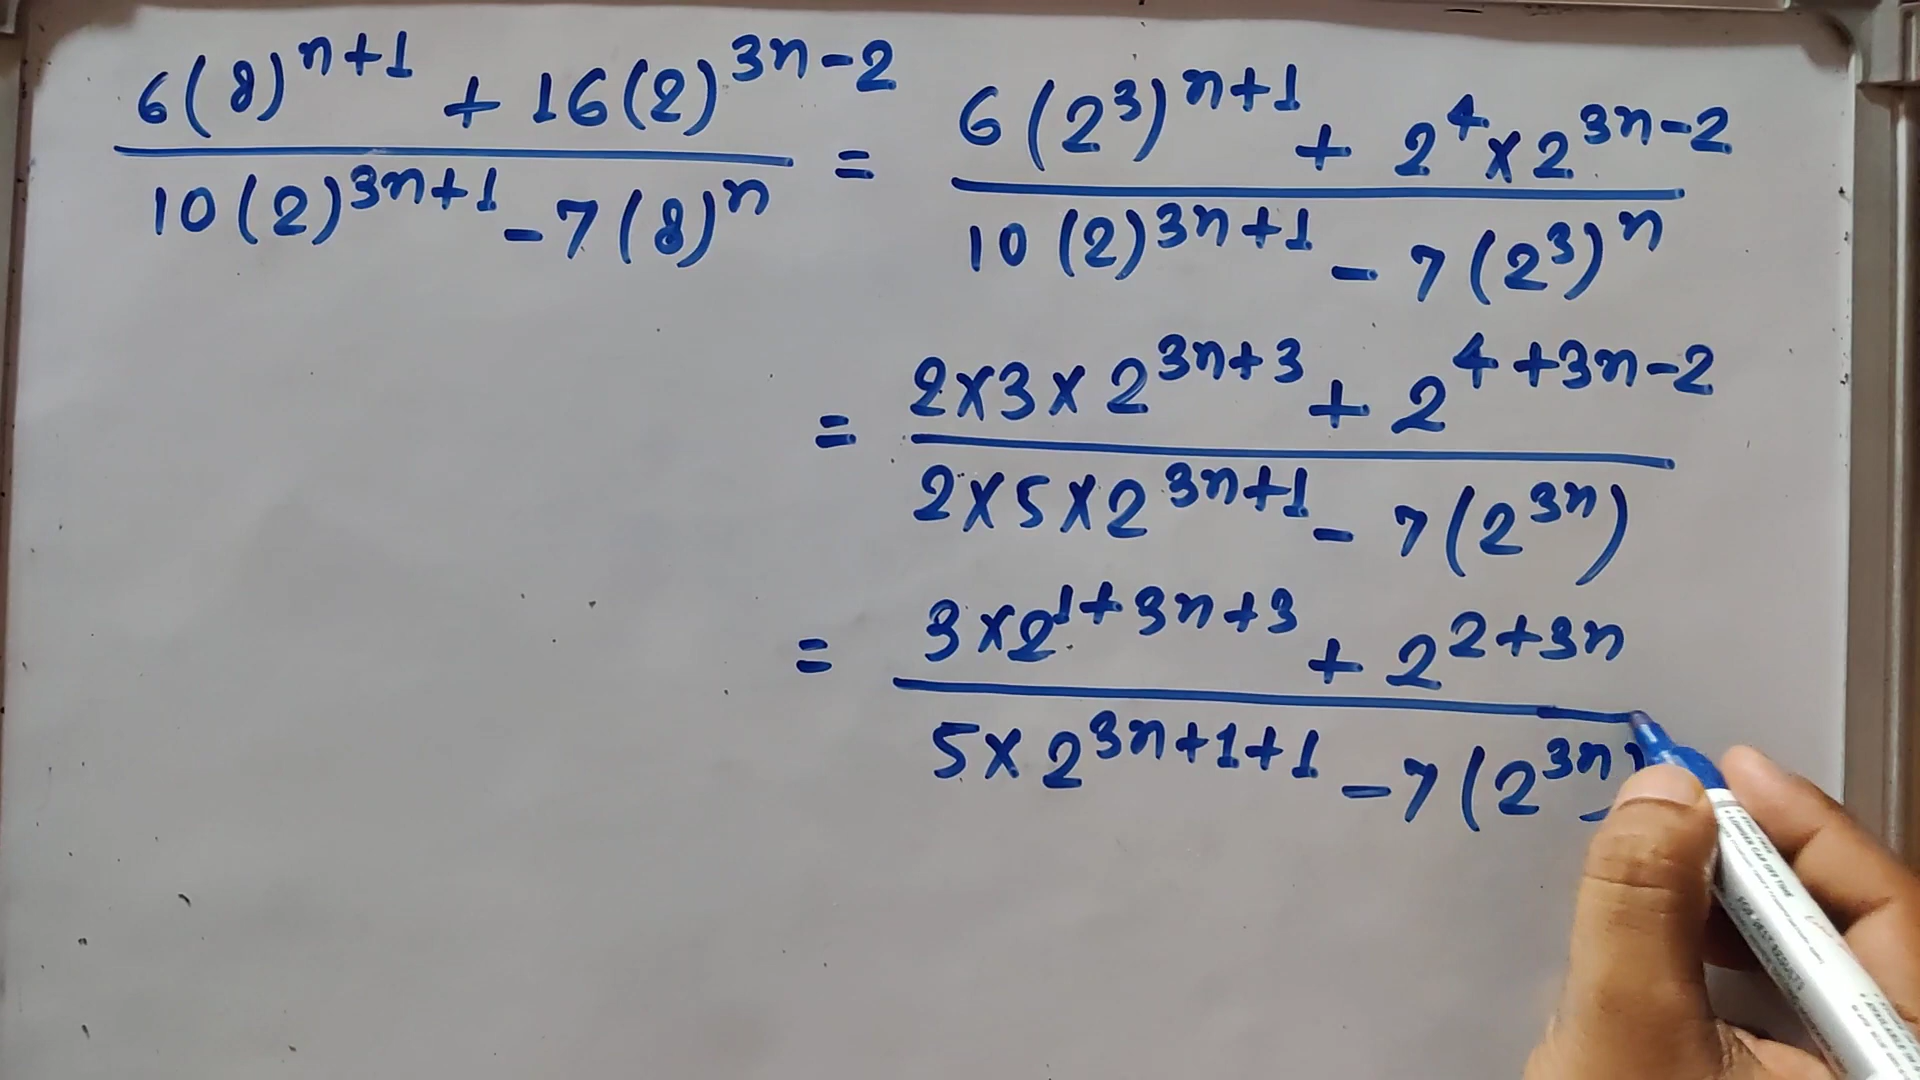 6(8)^{n+1} + 16(2)^{3n-2} / 10(2)^{3n+1} - 7(8)^n = 6(2^3)^{n+1} + 2^4 × 2^{3n-2} / 10(2)^{3n+1} - 7(2^3)^n
= 2×3×2^{3n+3} + 2^{4+3n-2} / 2×5×2^{3n+1} - 7(2^{3n})
= 3×2^{1+3n+3} + 2^{2+3n} / 5×2^{3n+1+1} - 7(2^{3n})